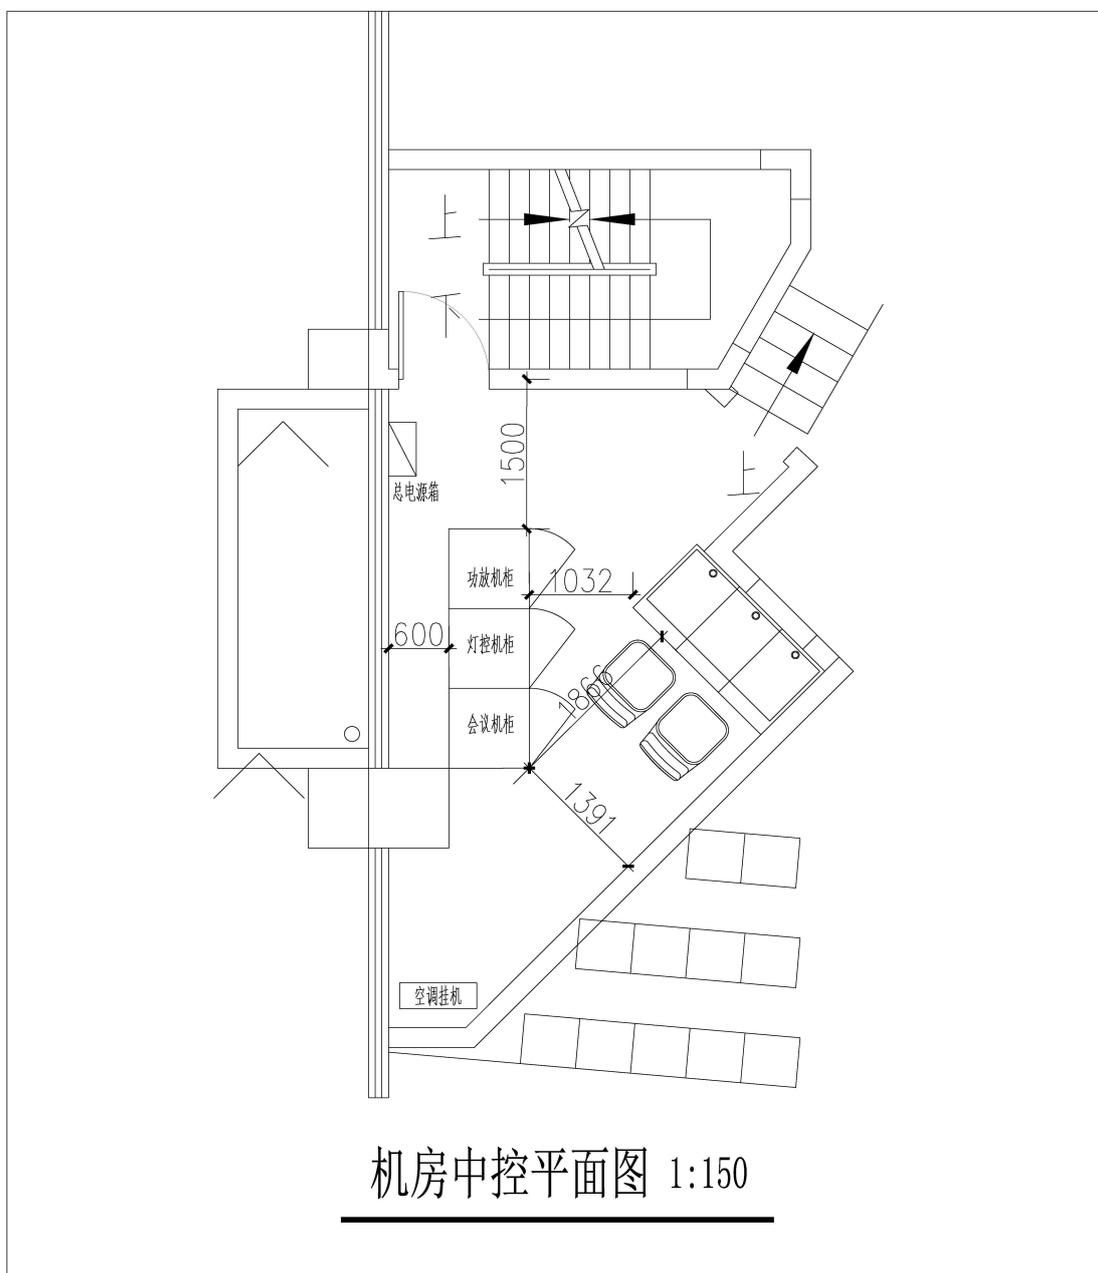 上
下
1500
上
总电源箱
功放机柜
1032
600
灯控机柜
会议机柜
1866
1391
空调挂机
机房中控平面图 1:150